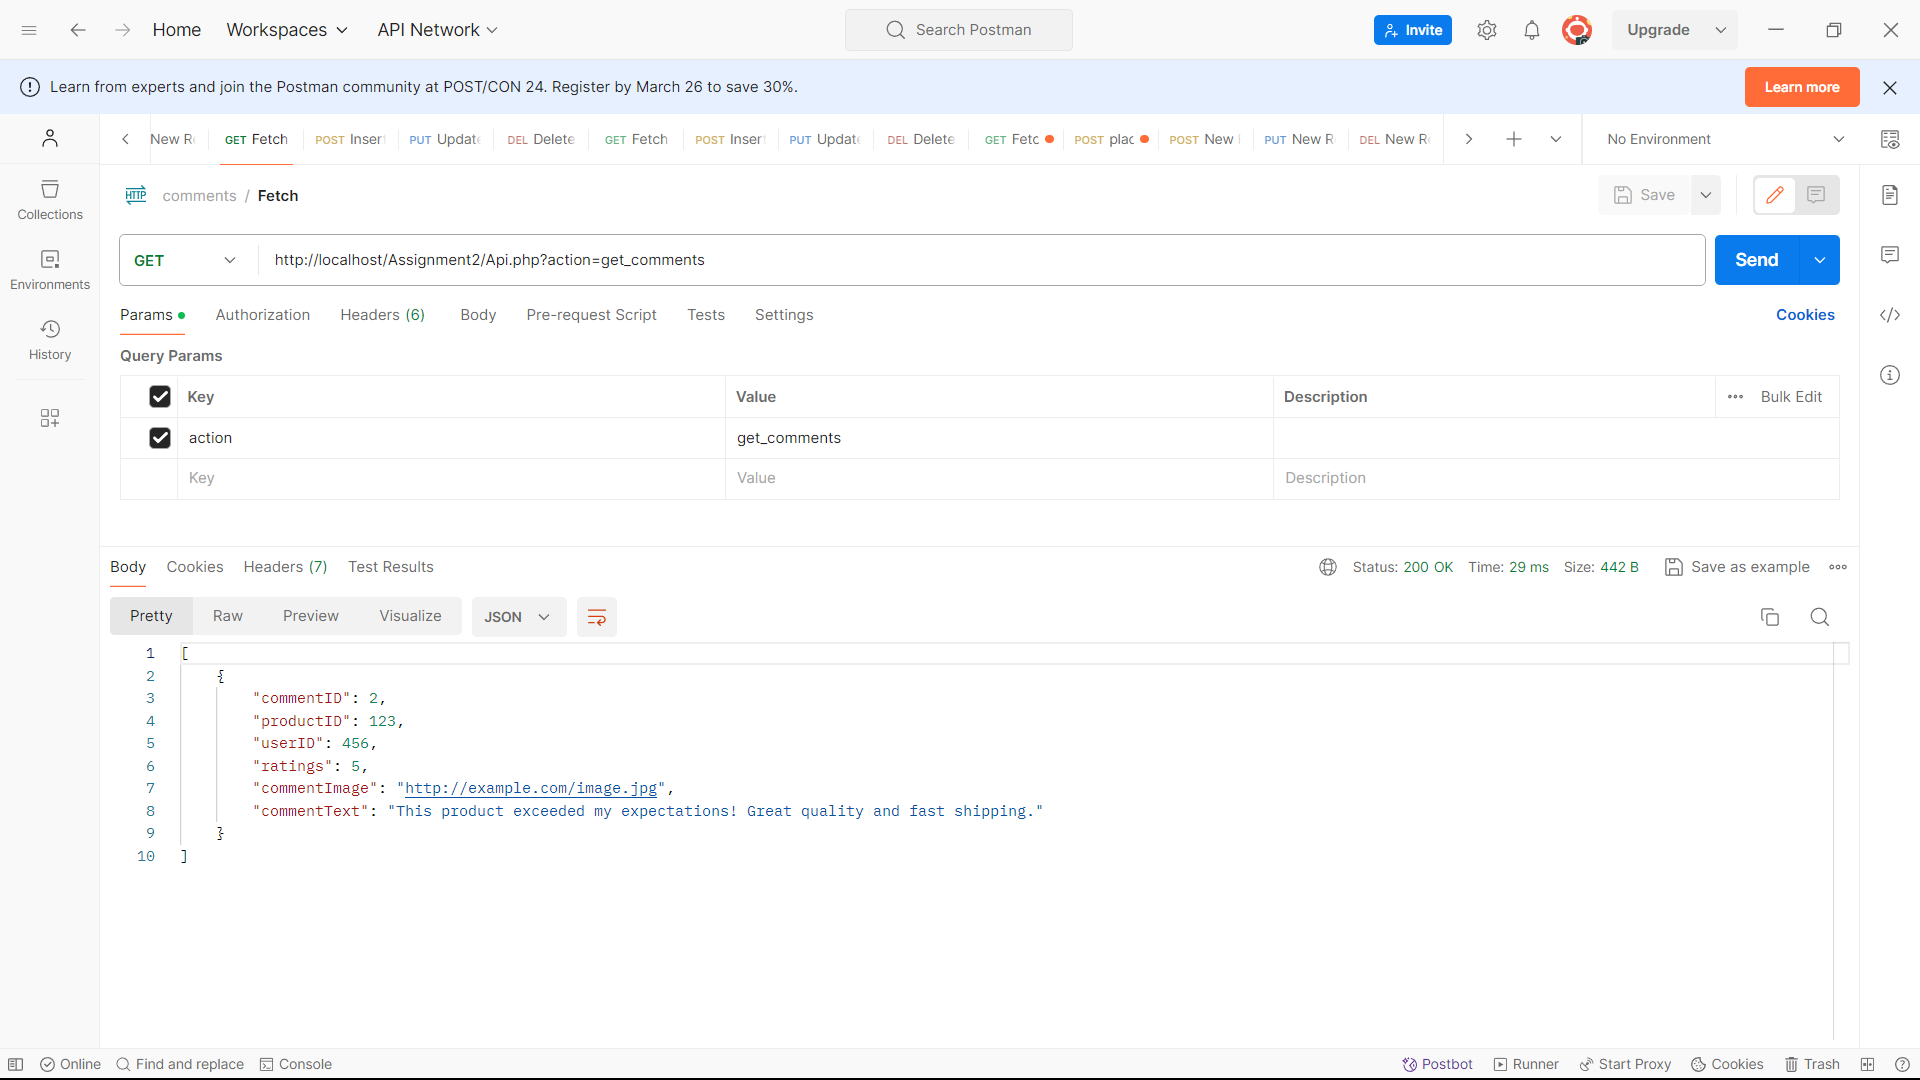 Home Workspaces API Network Search Postman Invite Upgrade
Learn from experts and join the Postman community at POST/CON 24. Register by March 26 to save 30%. Learn more
New R GET Fetch POST Inser PUT Update DEL Delete GET Fetch POST Inser PUT Update DEL Delete GET Fetc POST plac POST New PUT New R DEL New R No Environment
HTTP comments / Fetch Save
Collections
GET http://localhost/Assignment2/Api.php?action=get_comments Send
Environments
Params Authorization Headers (6) Body Pre-request Script Tests Settings Cookies
History
Query Params
Key Value Description Bulk Edit
action get_comments
Key Value Description
Body Cookies Headers (7) Test Results Status: 200 OK Time: 29 ms Size: 442 B Save as example
Pretty Raw Preview Visualize JSON
1 [
2 {
3 "commentID": 2,
4 "productID": 123,
5 "userID": 456,
6 "ratings": 5,
7 "commentImage": "http://example.com/image.jpg",
8 "commentText": "This product exceeded my expectations! Great quality and fast shipping."
9 }
10 ]
Online Find and replace Console Postbot Runner Start Proxy Cookies Trash